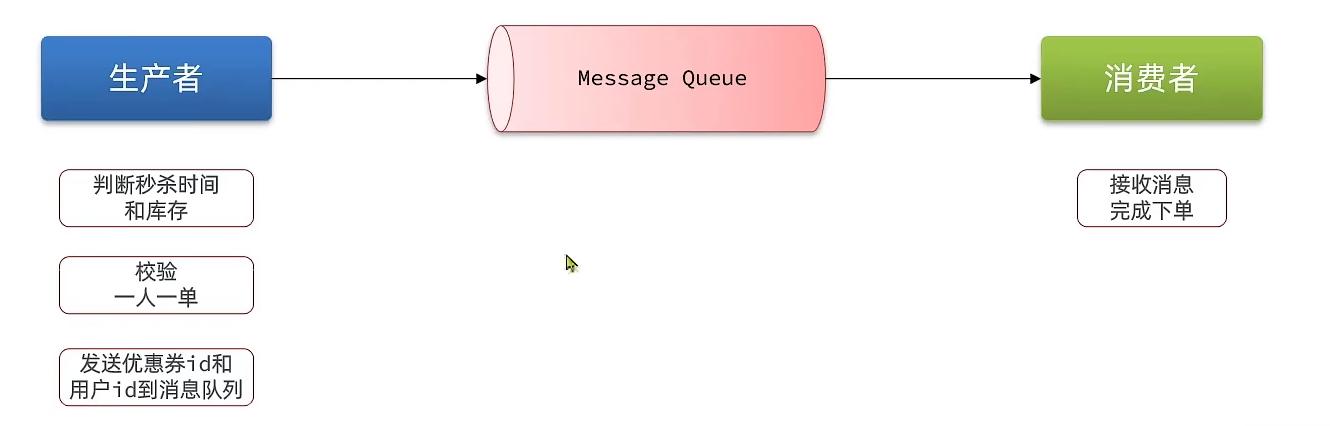 生产者
Message Queue
消费者
判断秒杀时间
和库存
校验
一人一单
发送优惠券id和
用户id到消息队列
接收消息
完成下单